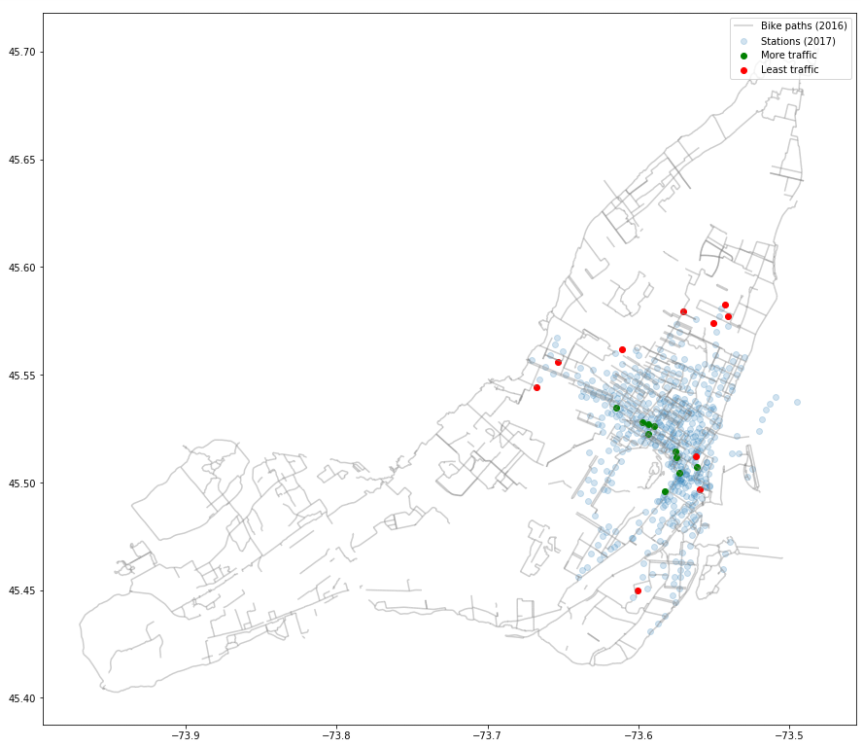 Bike paths (2016)
Stations (2017)
More traffic
Least traffic
45.70
45.65
45.60
45.55
45.50
45.45
45.40
−73.9 −73.8 −73.7 −73.6 −73.5